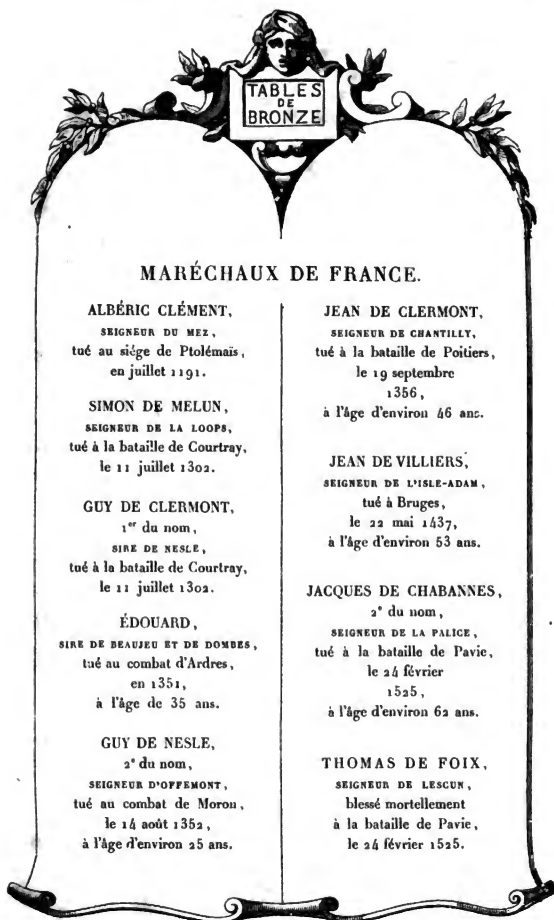 TABLES
DE
BRONZE
MARÉCHAUX DE FRANCE.
ALBÉRIC CLÉMENT,
SEIGNEUR DU MEZ,
tué au siége de Ptolémaïs,
en juillet 1191.
SIMON DE MELUN,
SEIGNEUR DE LA LOOPS,
tué à la bataille de Courtray,
le 11 juillet 1302.
GUY DE CLERMONT,
1er du nom,
SIRE DE NESLE,
tué à la bataille de Courtray,
le 11 juillet 1302.
ÉDOUARD,
SIRE DE BEAUJEU ET DE DOMBES,
tué au combat d'Ardres,
en 1351,
à l'âge de 35 ans.
GUY DE NESLE,
2e du nom,
SEIGNEUR D'OFFEMONT,
tué au combat de Moron,
le 14 août 1352,
à l'âge d'environ 25 ans.
JEAN DE CLERMONT,
SEIGNEUR DE CHANTILLY,
tué à la bataille de Poitiers,
le 19 septembre
1356,
à l'âge d'environ 46 ans.
JEAN DE VILLIERS,
SEIGNEUR DE L'ISLE-ADAM,
tué à Bruges,
le 22 mai 1437,
à l'âge d'environ 53 ans.
JACQUES DE CHABANNES,
2e du nom,
SEIGNEUR DE LA PALICE,
tué à la bataille de Pavie,
le 24 février
1525,
à l'âge d'environ 62 ans.
THOMAS DE FOIX,
SEIGNEUR DE LESCUN,
blessé mortellement
à la bataille de Pavie,
le 24 février 1525.